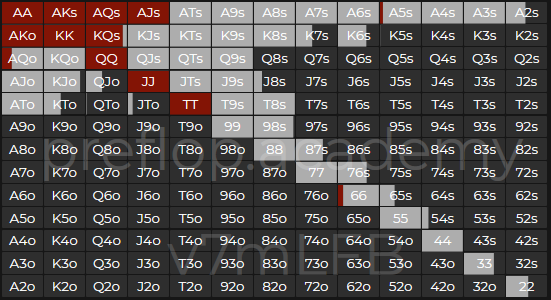 AA AKs AQs AJs ATs A9s A8s A7s A6s A5s A4s A3s A2s
AKo KK KQs KJs KTs K9s K8s K7s K6s K5s K4s K3s K2s
AQo KQo QQ QJs QTs Q9s Q8s Q7s Q6s Q5s Q4s Q3s Q2s
AJo KJo QJo JJ JTs J9s J8s J7s J6s J5s J4s J3s J2s
ATo KTo QTo JTo TT T9s T8s T7s T6s T5s T4s T3s T2s
A9o K9o Q9o J9o T9o 99 98s 97s 96s 95s 94s 93s 92s
A8o K8o Q8o J8o T8o 98o 88 87s 86s 85s 84s 83s 82s
preflop.academy
A7o K7o Q7o J7o T7o 97o 87o 77 76s 75s 74s 73s 72s
A6o K6o Q6o J6o T6o 96o 86o 76o 66 65s 64s 63s 62s
A5o K5o Q5o J5o T5o 95o 85o 75o 65o 55 54s 53s 52s
A4o K4o Q4o J4o T4o 94o 84o 74o 64o 54o 44 43s 42s
v7mLFB
A3o K3o Q3o J3o T3o 93o 83o 73o 63o 53o 43o 33 32s
A2o K2o Q2o J2o T2o 92o 82o 72o 62o 52o 42o 32o 22